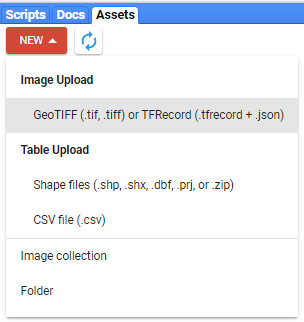 Scripts Docs Assets
NEW
Image Upload
GeoTIFF (.tif, .tiff) or TFRecord (.tfrecord + .json)
Table Upload
Shape files (.shp, .shx, .dbf, .prj, or .zip)
CSV file (.csv)
Image collection
Folder